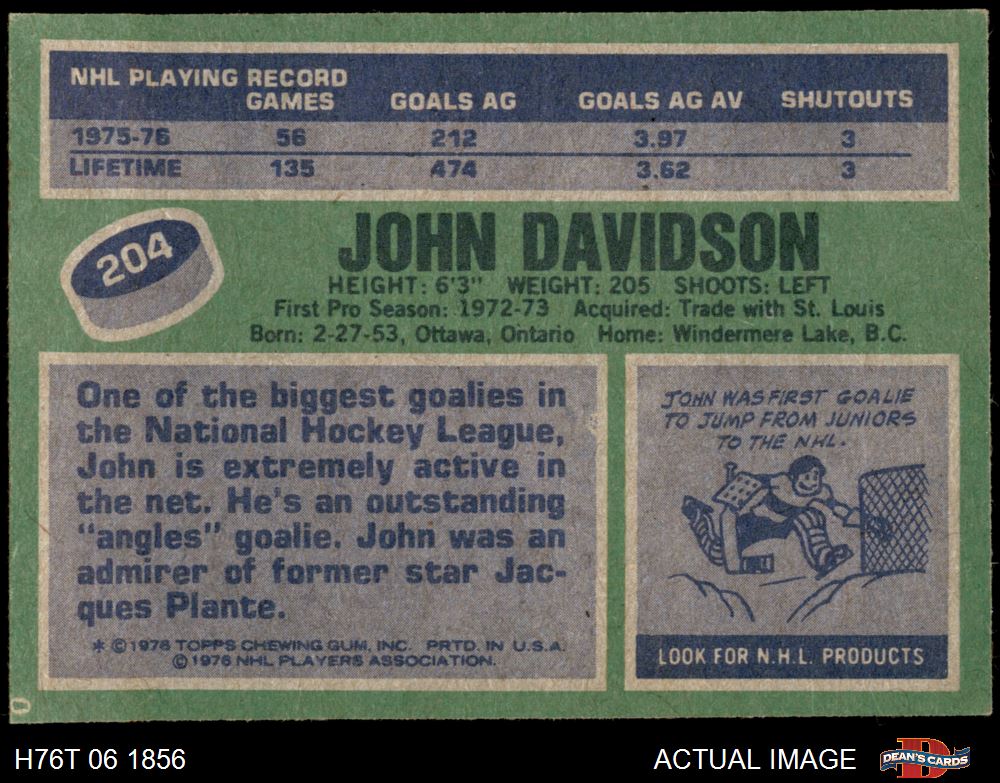 NHL PLAYING RECORD
GAMES GOALS AG GOALS AG AV SHUTOUTS
1975-76 56 212 3.97 3
LIFETIME 135 474 3.62 3
204
JOHN DAVIDSON
HEIGHT: 6'3" WEIGHT: 205 SHOOTS: LEFT
First Pro Season: 1972-73 Acquired: Trade with St. Louis
Born: 2-27-53, Ottawa, Ontario Home: Windermere Lake, B.C.
One of the biggest goalies in
the National Hockey League,
John is extremely active in
the net. He's an outstanding
"angles" goalie. John was an
admirer of former star Jac-
ques Plante.
* © 1976 TOPPS CHEWING GUM, INC. PRTD. IN U.S.A.
© 1976 NHL PLAYERS ASSOCIATION.
JOHN WAS FIRST GOALIE
TO JUMP FROM JUNIORS
TO THE NHL.
LOOK FOR N.H.L. PRODUCTS
0
H76T 06 1856
ACTUAL IMAGE
D
DEAN'S CARDS